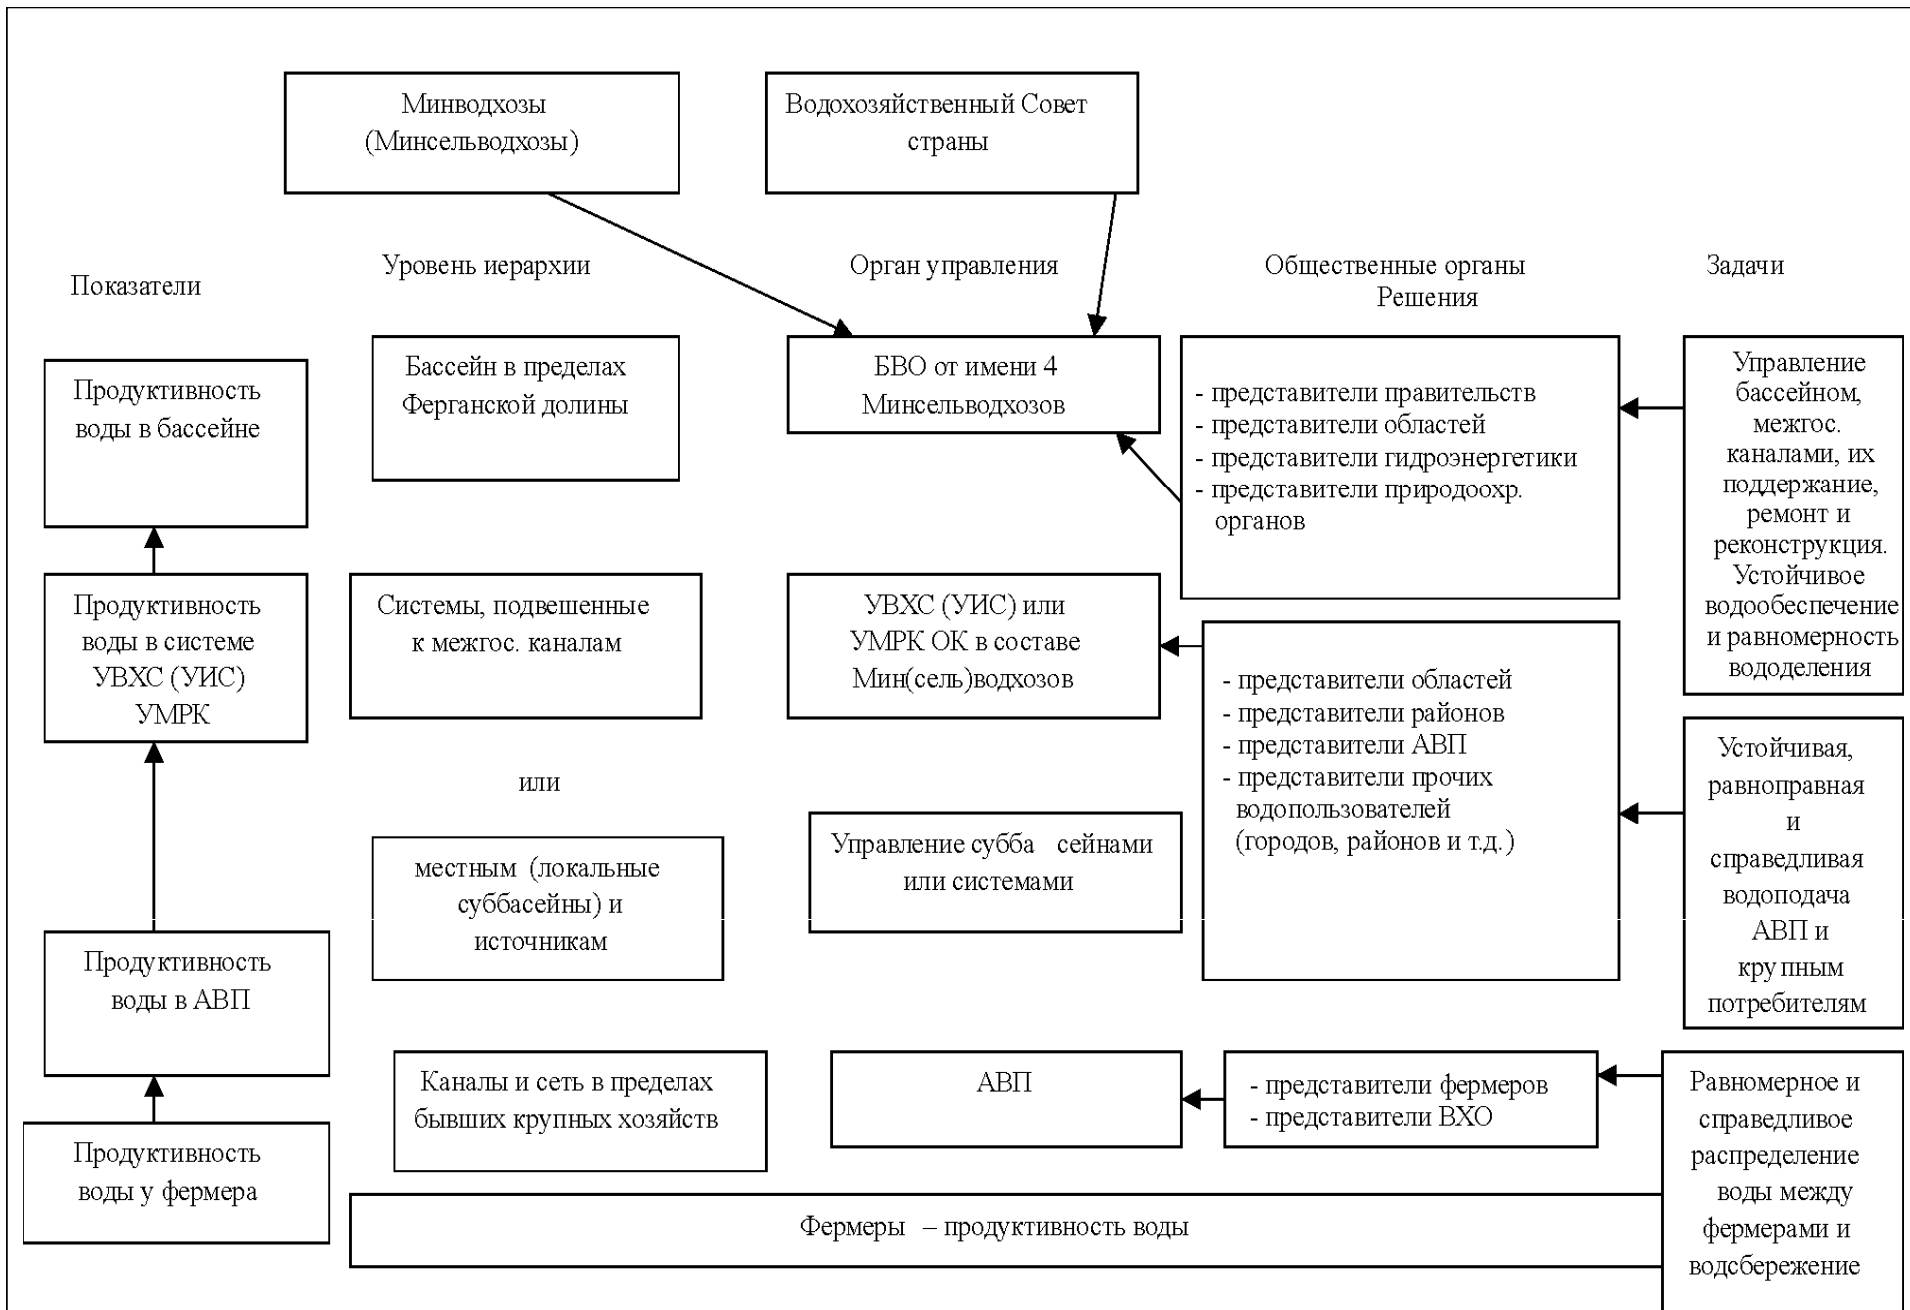 Минводхозы
(Минсельводхозы)
Водохозяйственный Совет
страны
Показатели
Уровень иерархии
Орган управления
Общественные органы
Решения
Задачи
Продуктивность
воды в бассейне
Бассейн в пределах
Ферганской долины
БВО от имени 4
Минсельводхозов
- представители правительств
- представители областей
- представители гидроэнергетики
- представители природоохр.
органов
Управление
бассейном,
межгос.
каналами, их
поддержание,
ремонт и
реконструкция.
Устойчивое
водообеспечение
и равномерность
вододеления
Продуктивность
воды в системе
УВХС (УИС)
УМРК
Системы, подвешенные
к межгос. каналам
УВХС (УИС) или
УМРК ОК в составе
Мин(сель)водхозов
- представители областей
- представители районов
- представители АВП
- представители прочих
водопользователей
(городов, районов и т.д.)
Устойчивая,
равноправная
и
справедливая
водоподача
АВП и
крупным
потребителям
или
местным (локальные
суббасейны) и
источникам
Управление субба сейнами
или системами
Продуктивность
воды в АВП
Каналы и сеть в пределах
бывших крупных хозяйств
АВП
- представители фермеров
- представители ВХО
Равномерное и
справедливое
распределение
воды между
фермерами и
водсбережение
Продуктивность
воды у фермера
Фермеры – продуктивность воды